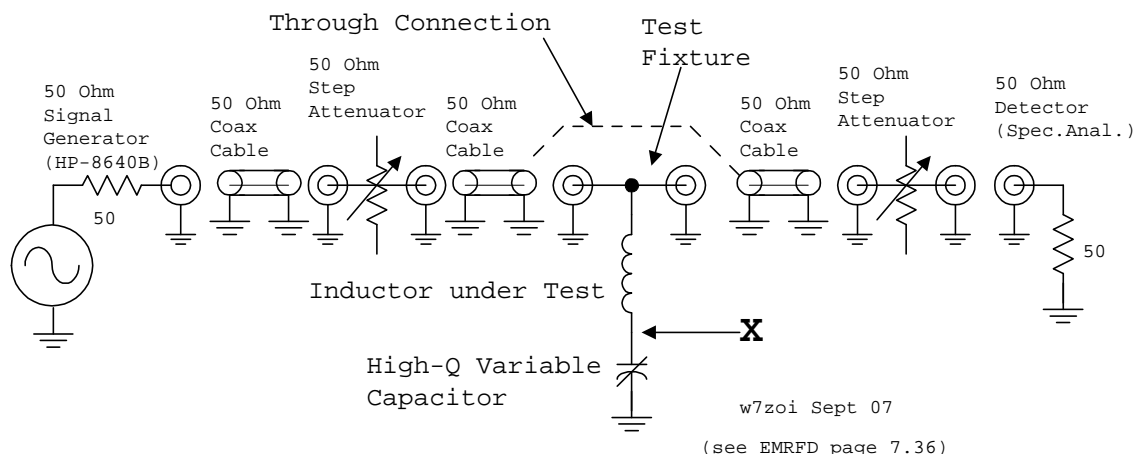 Through Connection
Test
Fixture
50 Ohm
Signal
Generator
(HP-8640B)
50 Ohm
Coax
Cable
50 Ohm
Step
Attenuator
50 Ohm
Coax
Cable
50 Ohm
Coax
Cable
50 Ohm
Step
Attenuator
50 Ohm
Detector
(Spec.Anal.)
50
50
Inductor under Test
X
High-Q Variable
Capacitor
w7zoi Sept 07
(see EMRFD page 7.36)